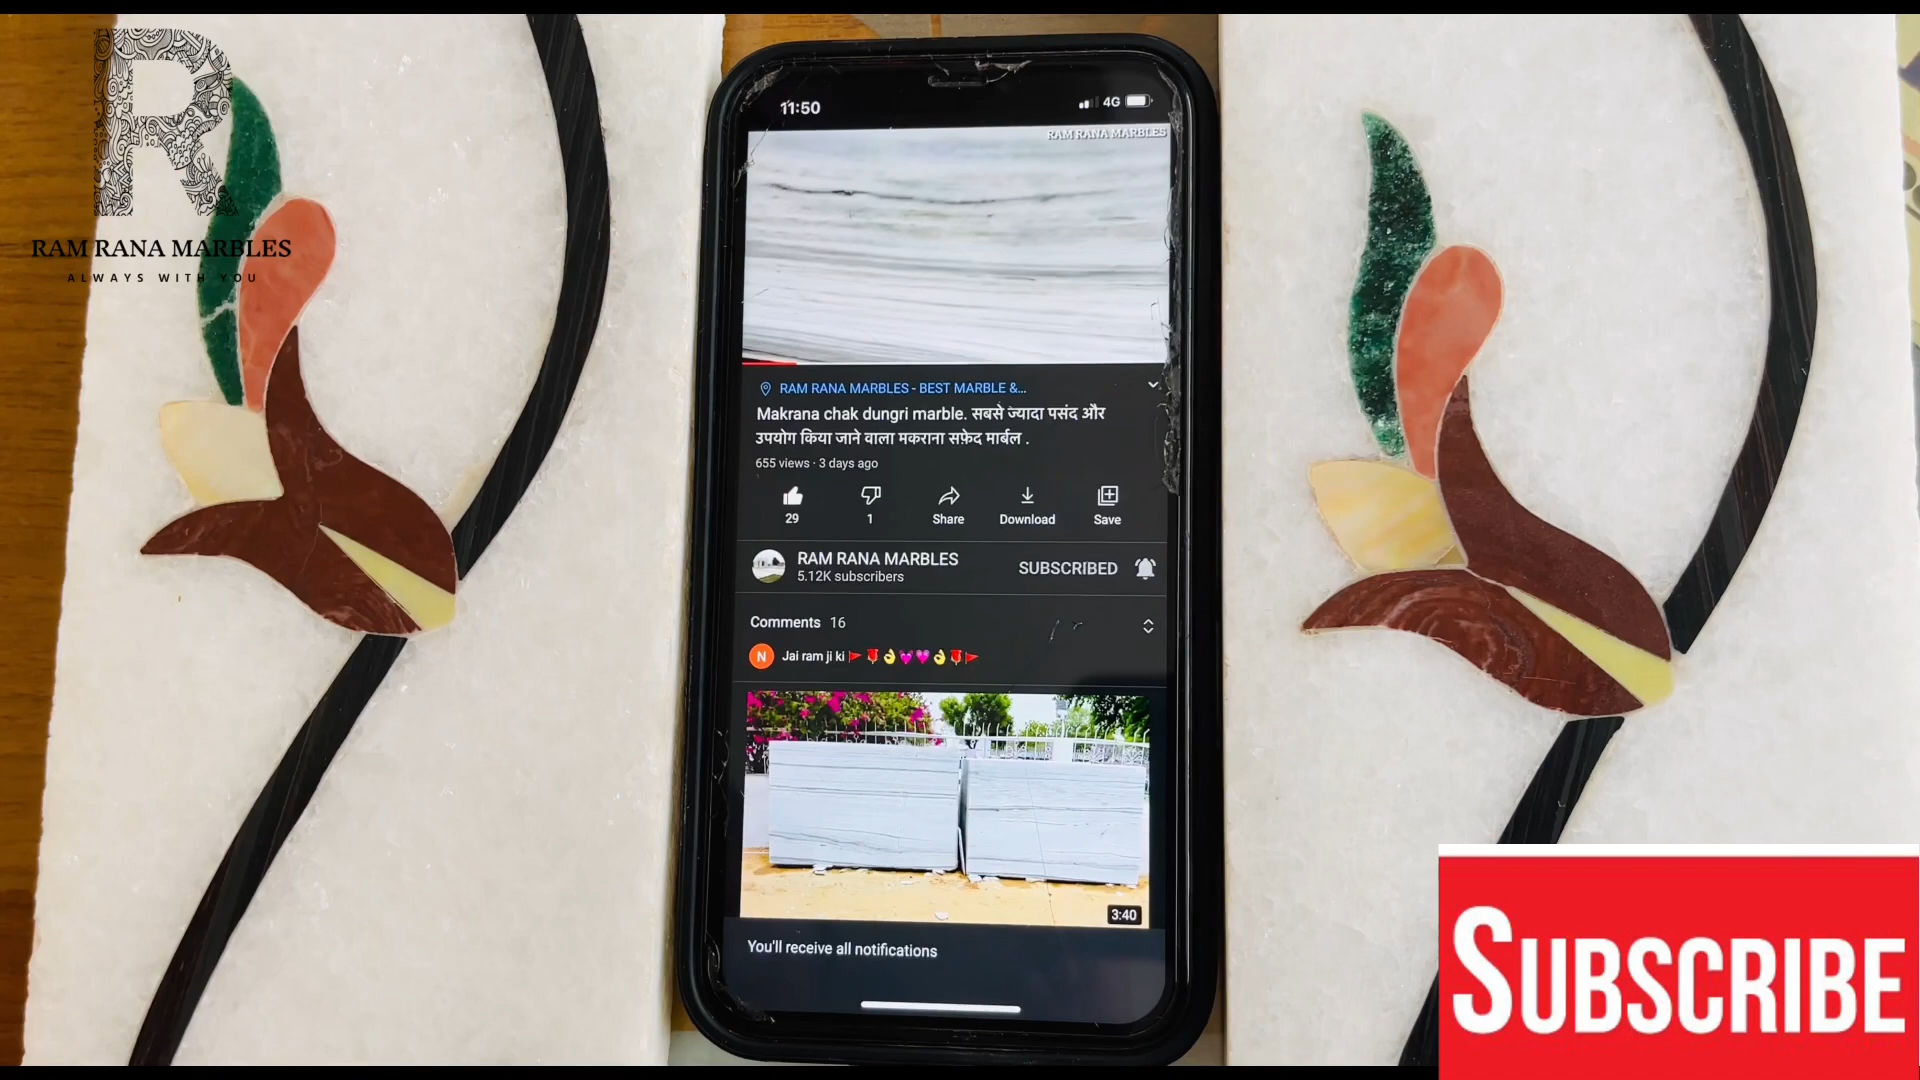 R
RAM RANA MARBLES
ALWAYS WITH YOU
11:50
4G
RAM RANA MARBLES
RAM RANA MARBLES - BEST MARBLE &...
Makrana chak dungri marble. सबसे ज्यादा पसंद और
उपयोग किया जाने वाला मकराना सफ़ेद मार्बल .
655 views · 3 days ago
29
1
Share
Download
Save
RAM RANA MARBLES
5.12K subscribers
SUBSCRIBED
Comments 16
N
Jai ram ji ki 🚩🌹👌💓💗👌🌹🚩
3:40
You'll receive all notifications
SUBSCRIBE